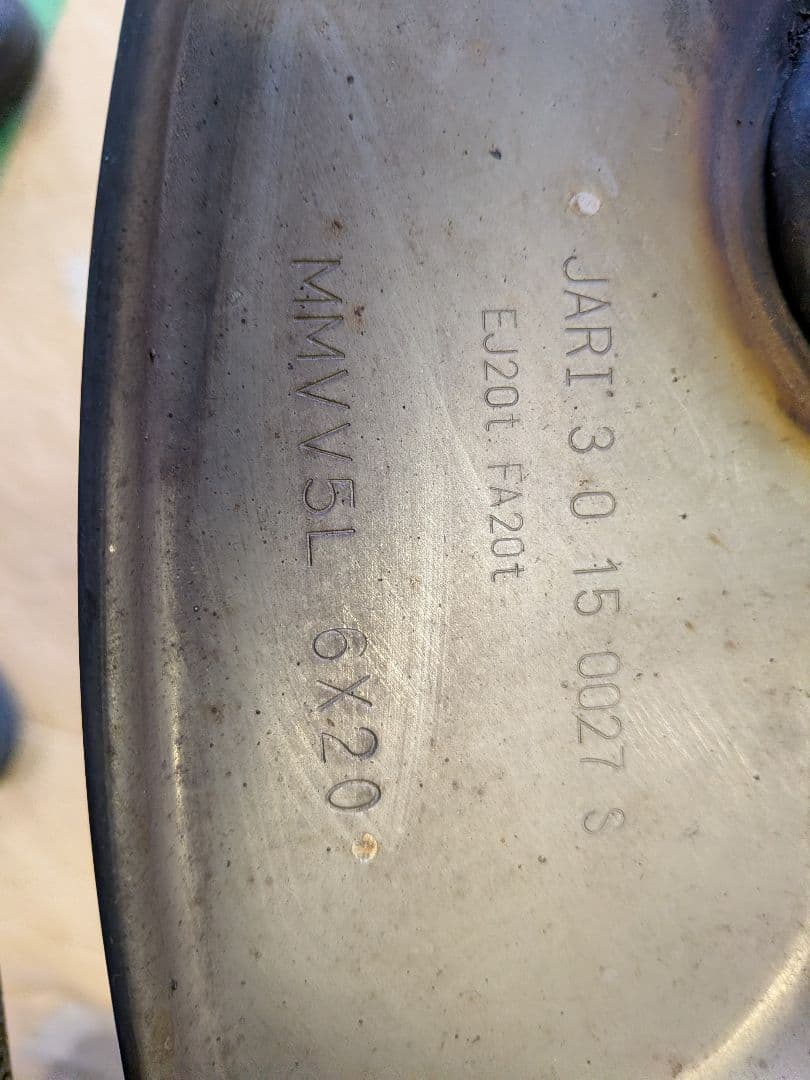 JARI 3 0 15 0027 S
EJ20t FA20t
MMVV5L 6X20